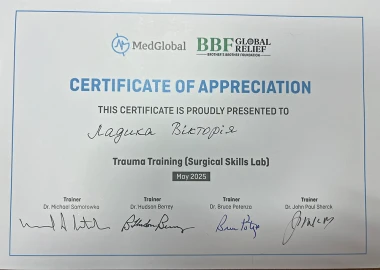 MedGlobal
BBF GLOBAL RELIEF
BROTHER'S BROTHER FOUNDATION
CERTIFICATE OF APPRECIATION
THIS CERTIFICATE IS PROUDLY PRESENTED TO
Ладика Вікторія
Trauma Training (Surgical Skills Lab)
May 2025
Trainer Trainer Trainer Trainer
Dr. Michael Samotowka Dr. Hudson Berrey Dr. Bruce Potenza Dr. John Paul Sherck